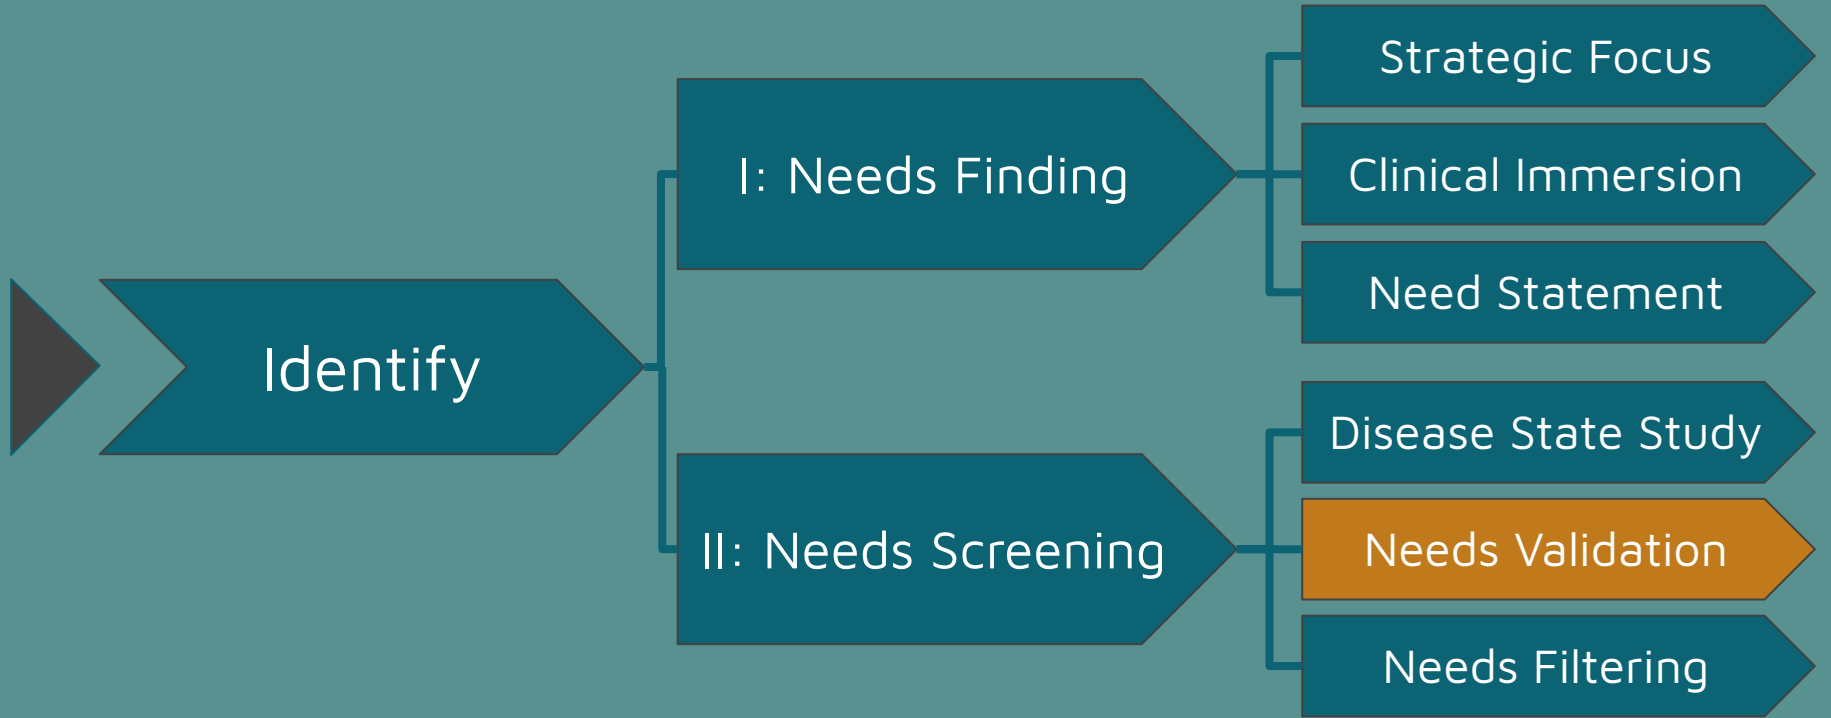 Identify
I: Needs Finding
Strategic Focus
Clinical Immersion
Need Statement
II: Needs Screening
Disease State Study
Needs Validation
Needs Filtering